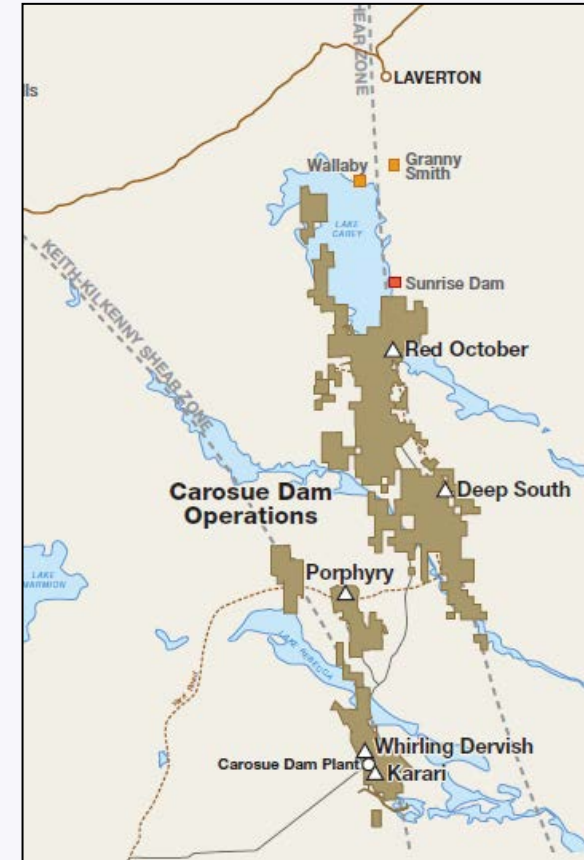 HEAR ZONE
LAVERTON
lls
Wallaby
Granny
Smith
LAKE
CAREY
KEITH-KILKENNY SHEAR ZONE
Sunrise Dam
Red October
Carosue Dam
Operations
Deep South
LAKE
MARMION
Porphyry
LAKE REBECCA
Whirling Dervish
Carosue Dam Plant
Karari